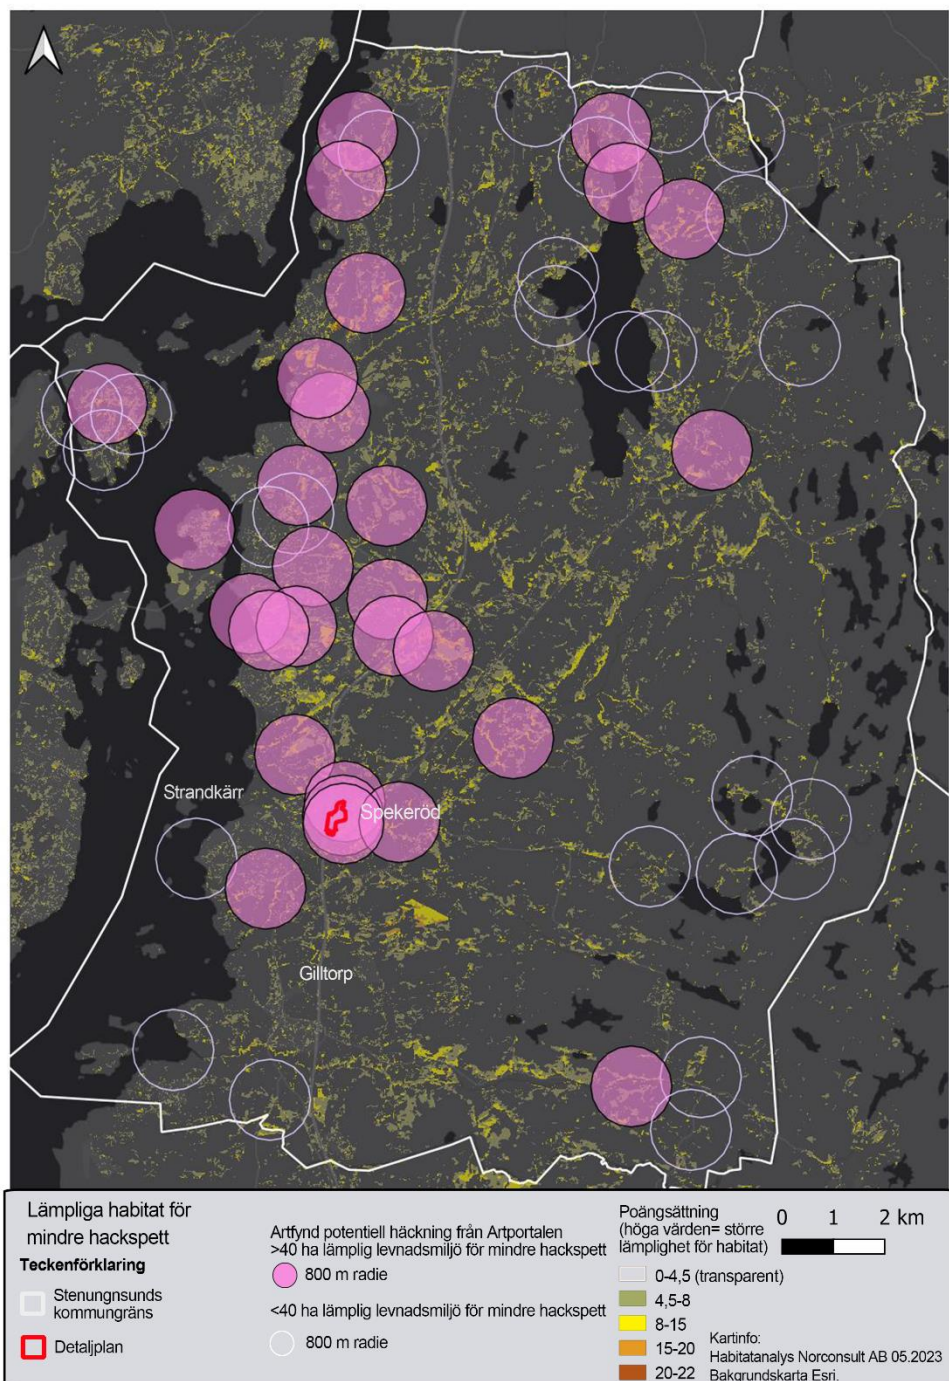 Strandkärr
Spekeröd
Gilltorp
Lämpliga habitat för
mindre hackspett
Teckenförklaring
Stenungnsunds
kommungräns
Detaljplan
Artfynd potentiell häckning från Artportalen
>40 ha lämplig levnadsmiljö för mindre hackspett
800 m radie
<40 ha lämplig levnadsmiljö för mindre hackspett
800 m radie
Poängsättning
(höga värden= större
lämplighet för habitat)
0 1 2 km
0-4,5 (transparent)
4,5-8
8-15
15-20
20-22
Kartinfo:
Habitatanalys Norconsult AB 05.2023
Bakgrundskarta Esri.